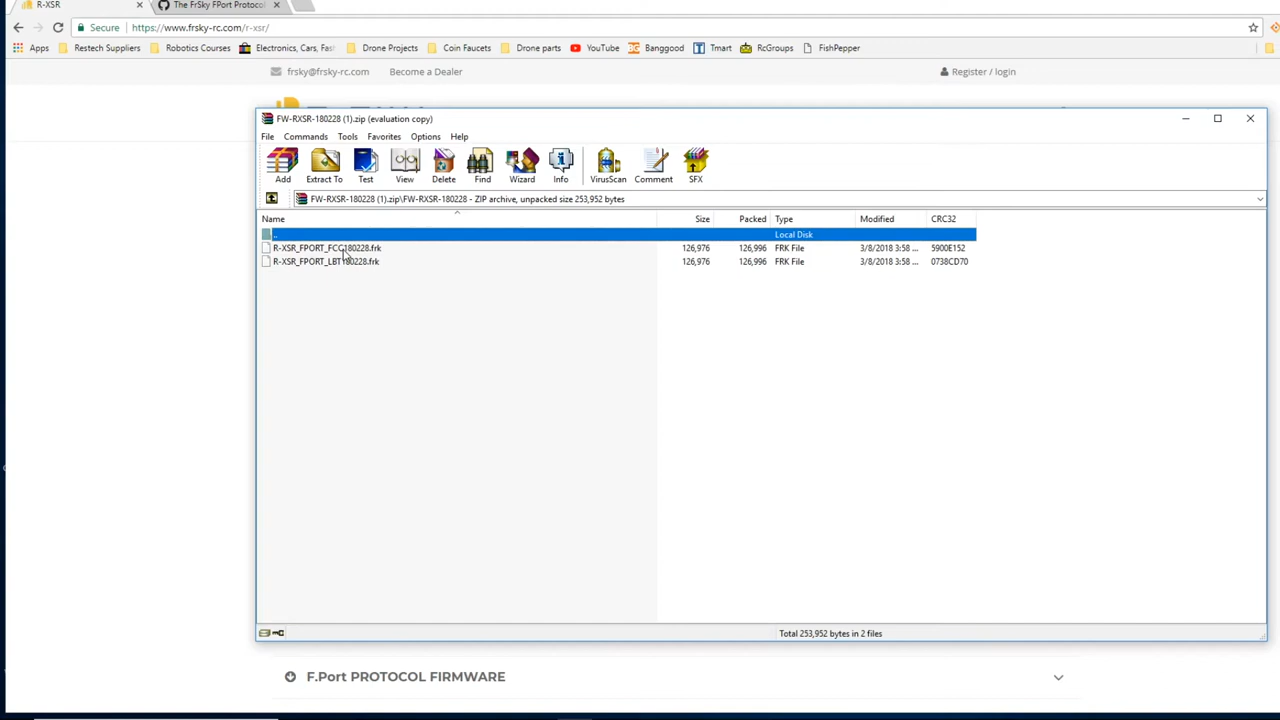 R-XSR
The FrSky FPort Protocol
Secure https://www.frsky-rc.com/r-xsr/
Apps Restech Suppliers Robotics Courses Electronics, Cars, Fash Drone Projects Coin Faucets Drone parts YouTube Banggood Tmart RcGroups FishPepper
frsky@frsky-rc.com Become a Dealer Register / login
FW-RXSR-180228 (1).zip (evaluation copy)
File Commands Tools Favorites Options Help
Add Extract To Test View Delete Find Wizard Info VirusScan Comment SFX
FW-RXSR-180228 (1).zip\FW-RXSR-180228 - ZIP archive, unpacked size 253,952 bytes
Name Size Packed Type Modified CRC32
.. Local Disk
R-XSR_FPORT_FCC180228.frk 126,976 126,996 FRK File 3/8/2018 3:58 ... 5900E152
R-XSR_FPORT_LBT180228.frk 126,976 126,996 FRK File 3/8/2018 3:58 ... 0738CD70
Total 253,952 bytes in 2 files
F.Port PROTOCOL FIRMWARE